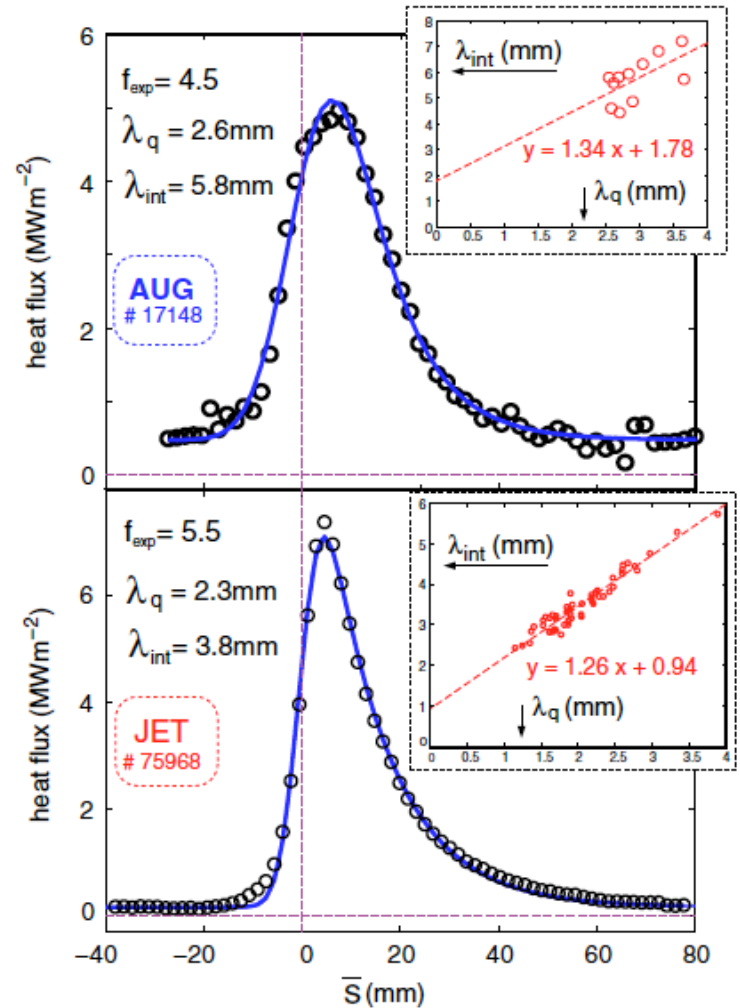 6
4
2
0
heat flux (MWm⁻²)
f_exp = 4.5
λ_q = 2.6mm
λ_int = 5.8mm
AUG
# 17148
8
7
6
5
4
3
2
1
0
λ_int (mm)
y = 1.34 x + 1.78
λ_q (mm)
0 0.5 1 1.5 2 2.5 3 3.5 4
6
4
2
0
heat flux (MWm⁻²)
f_exp = 5.5
λ_q = 2.3mm
λ_int = 3.8mm
JET
# 75968
6
5
4
3
2
1
0
λ_int (mm)
y = 1.26 x + 0.94
λ_q (mm)
0 0.5 1 1.5 2 2.5 3 3.5 4
−40 −20 0 20 40 60 80
S̅ (mm)